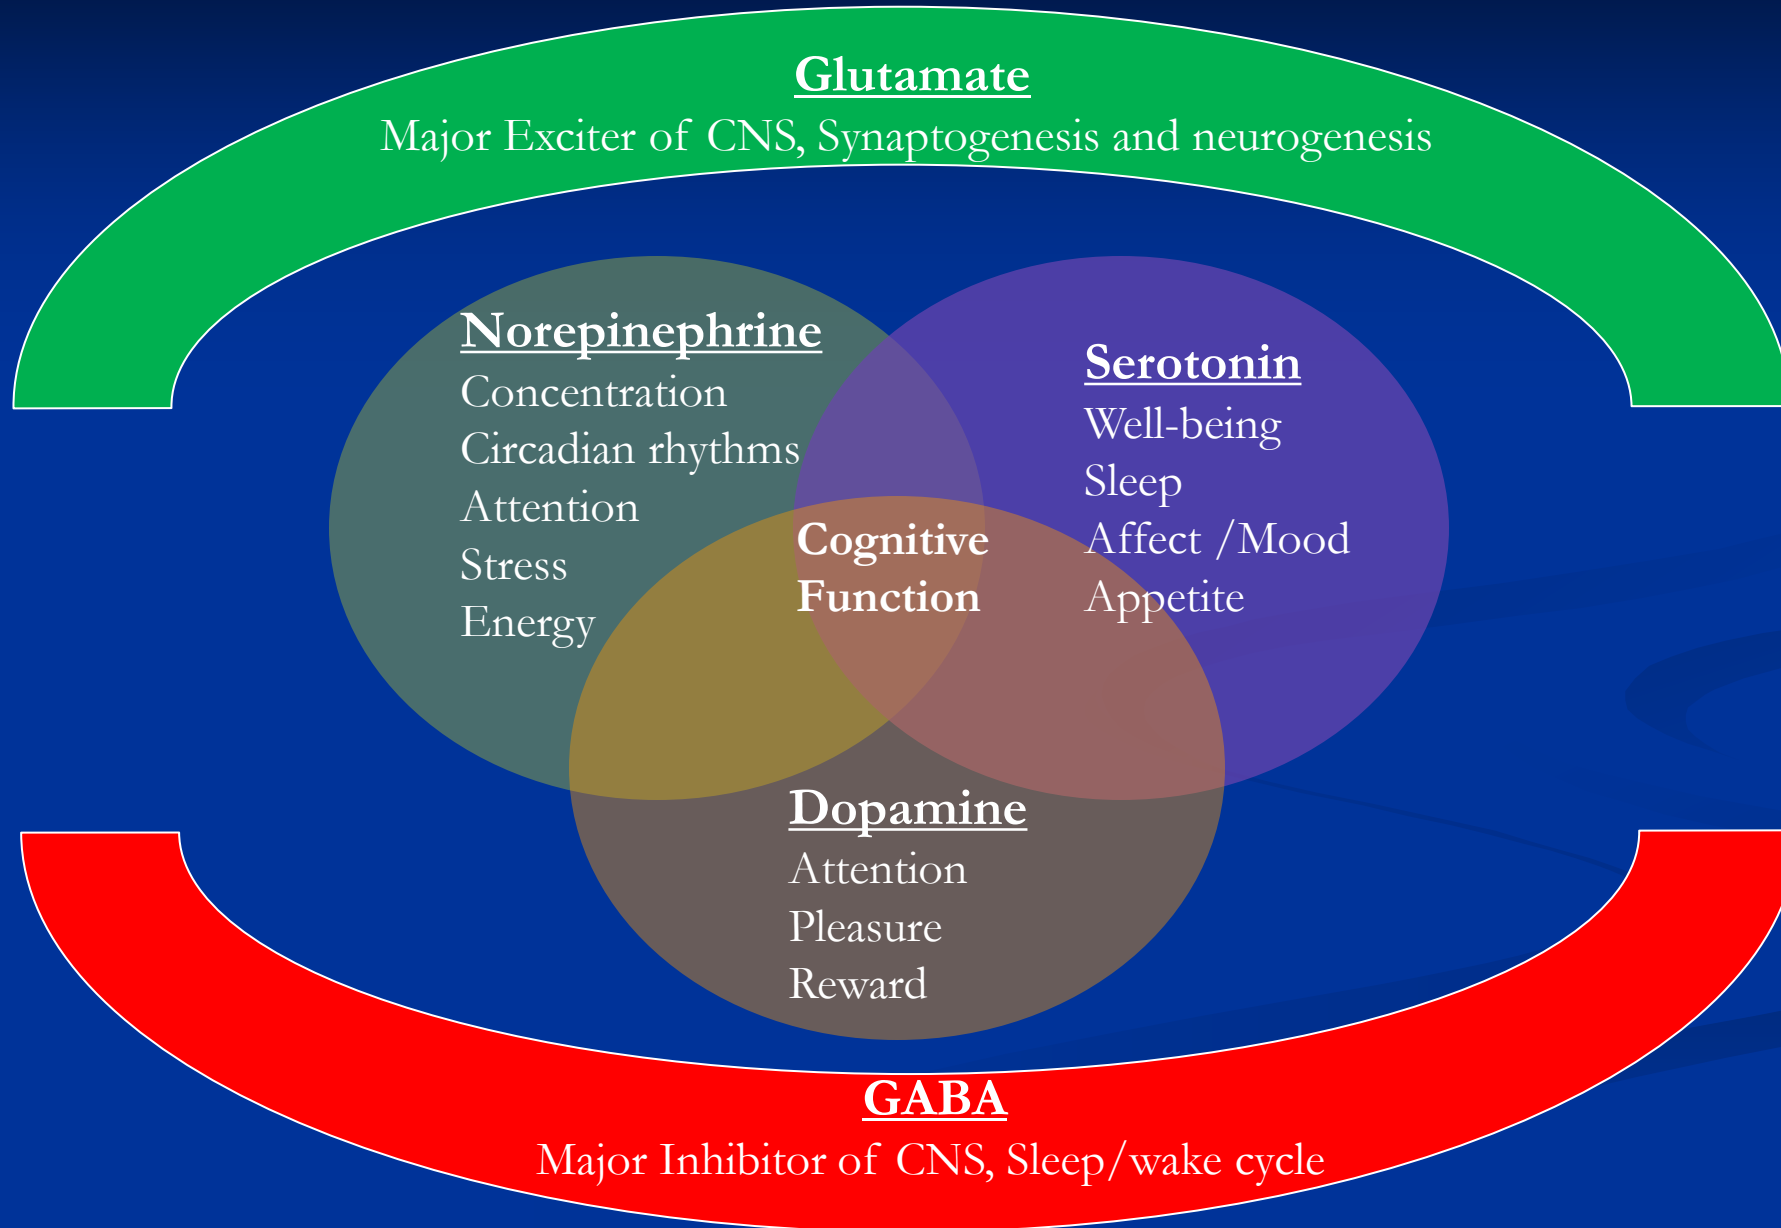 Glutamate
Major Exciter of CNS, Synaptogenesis and neurogenesis
Norepinephrine
Concentration
Circadian rhythms
Attention
Stress
Energy
Serotonin
Well-being
Sleep
Affect /Mood
Appetite
Cognitive
Function
Dopamine
Attention
Pleasure
Reward
GABA
Major Inhibitor of CNS, Sleep/wake cycle